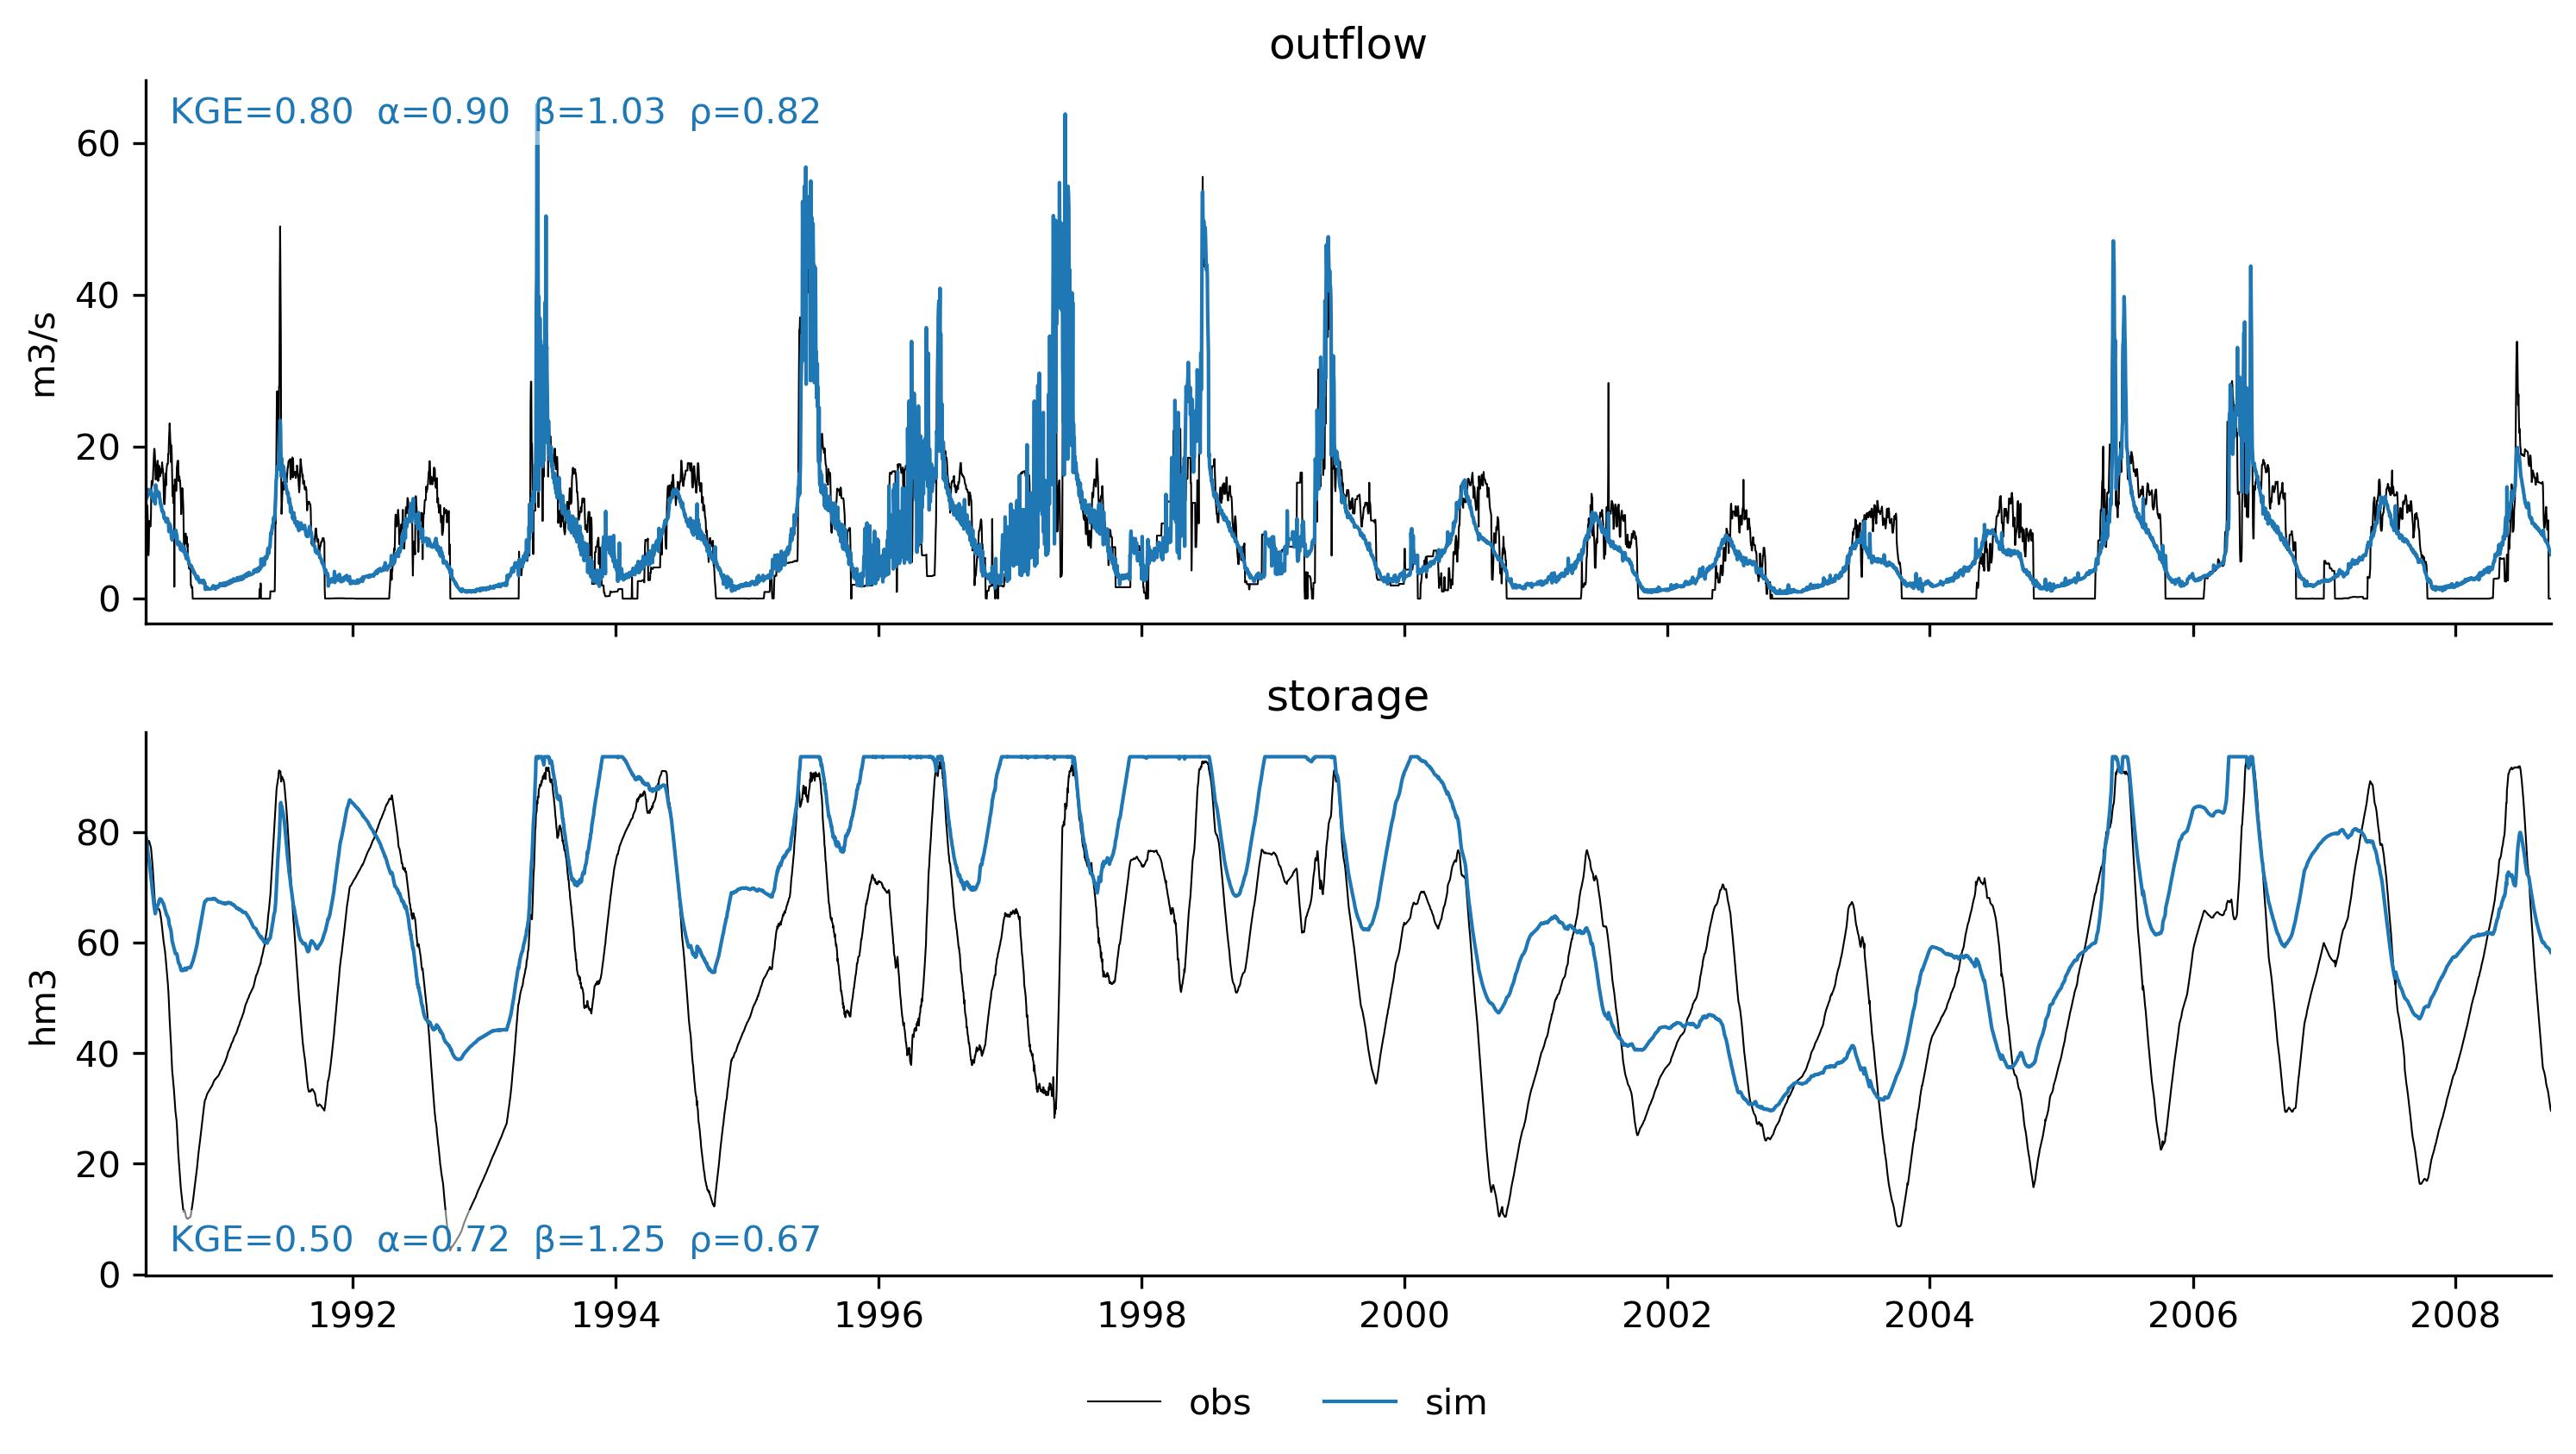 outflow
KGE=0.80 α=0.90 β=1.03 ρ=0.82
60
40
20
0
m3/s
storage
80
60
40
20
0
hm3
KGE=0.50 α=0.72 β=1.25 ρ=0.67
1992 1994 1996 1998 2000 2002 2004 2006 2008
obs sim